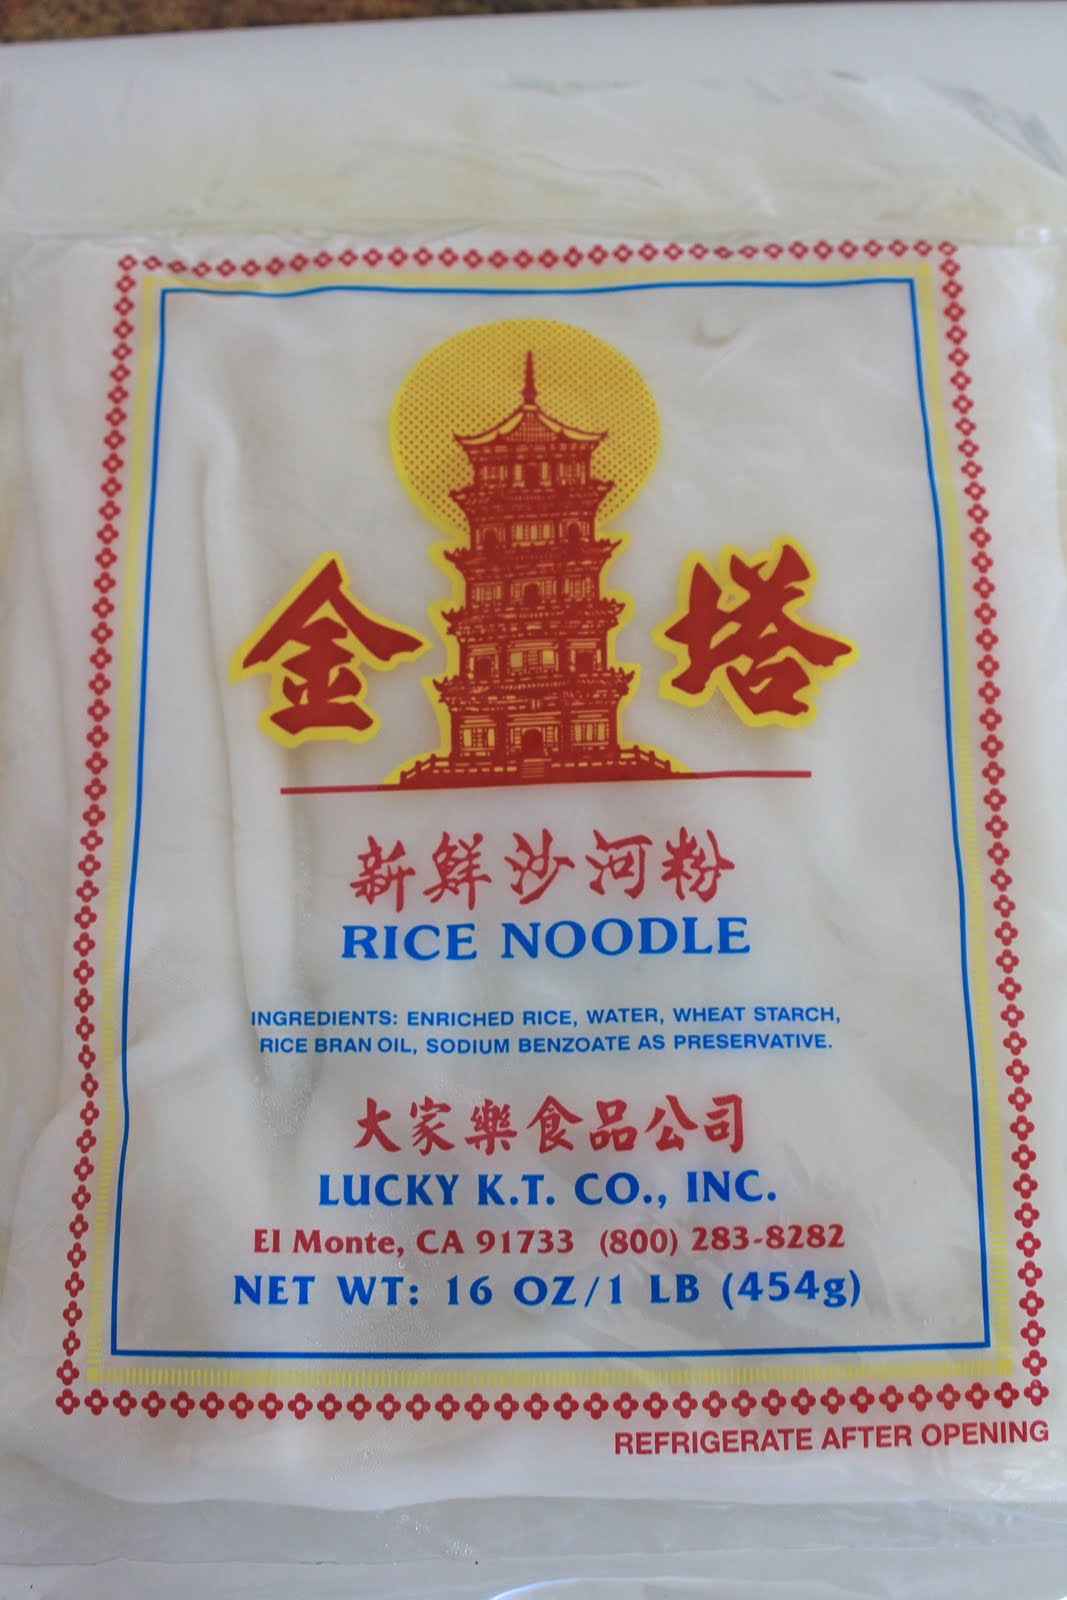 金塔
新鮮沙河粉
RICE NOODLE
INGREDIENTS: ENRICHED RICE, WATER, WHEAT STARCH,
RICE BRAN OIL, SODIUM BENZOATE AS PRESERVATIVE.
大家樂食品公司
LUCKY K.T. CO., INC.
El Monte, CA 91733 (800) 283-8282
NET WT: 16 OZ/1 LB (454g)
REFRIGERATE AFTER OPENING